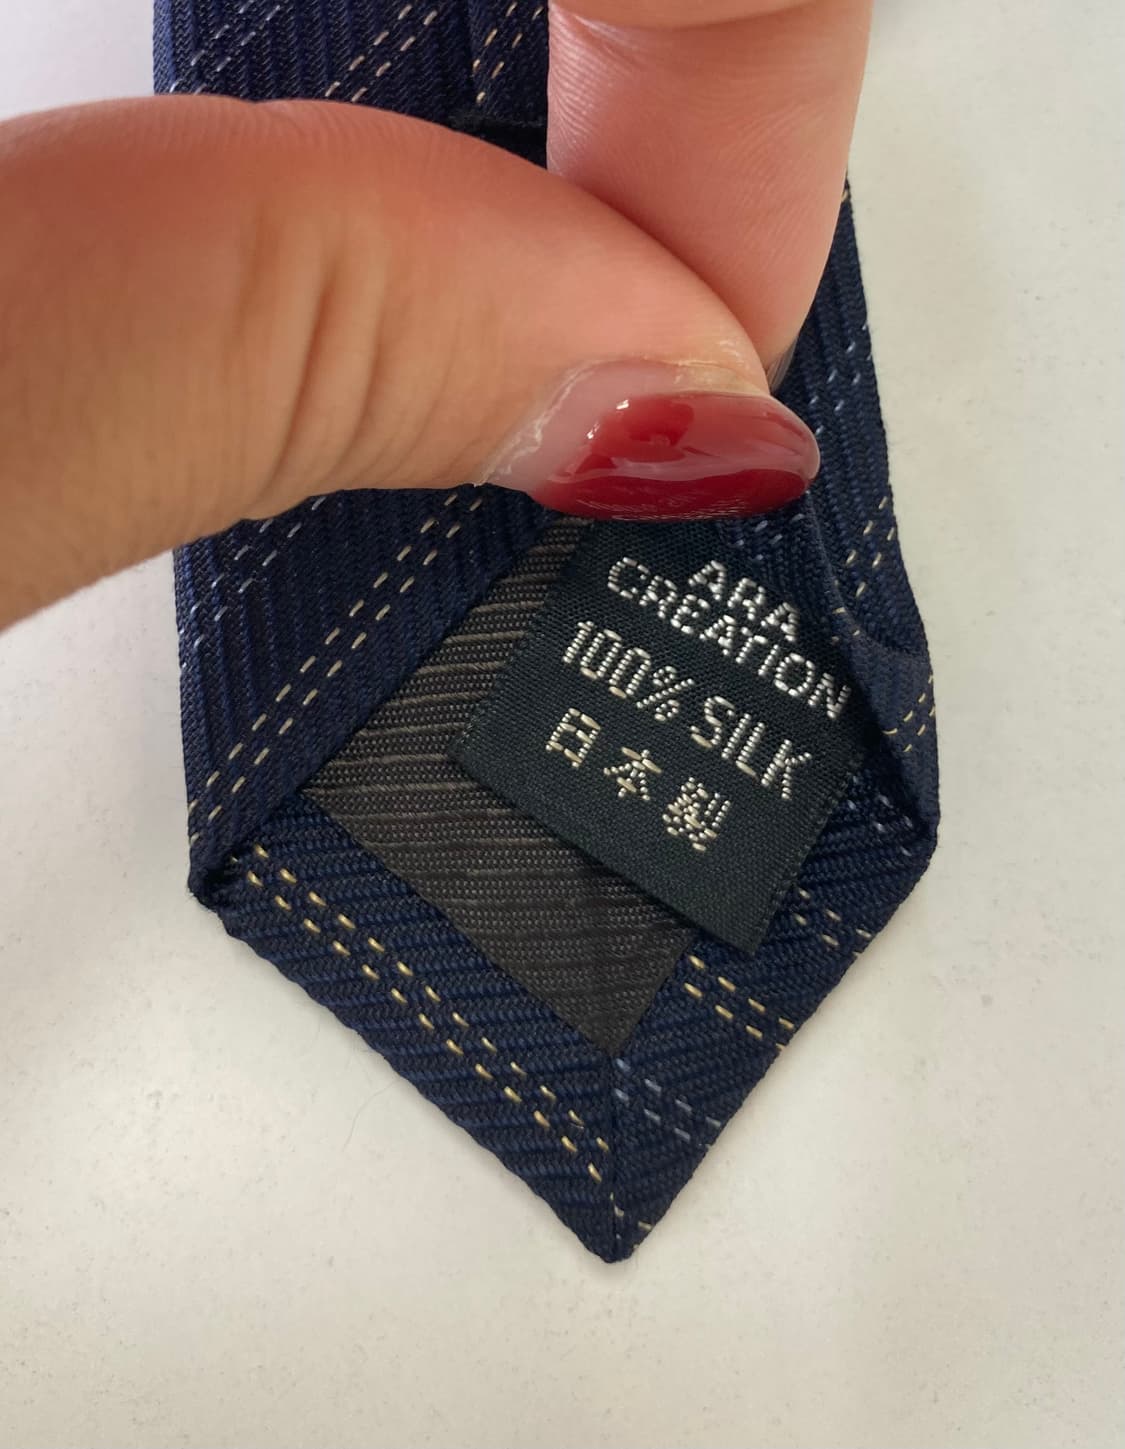 ARA
CREATION
100% SILK
日本製